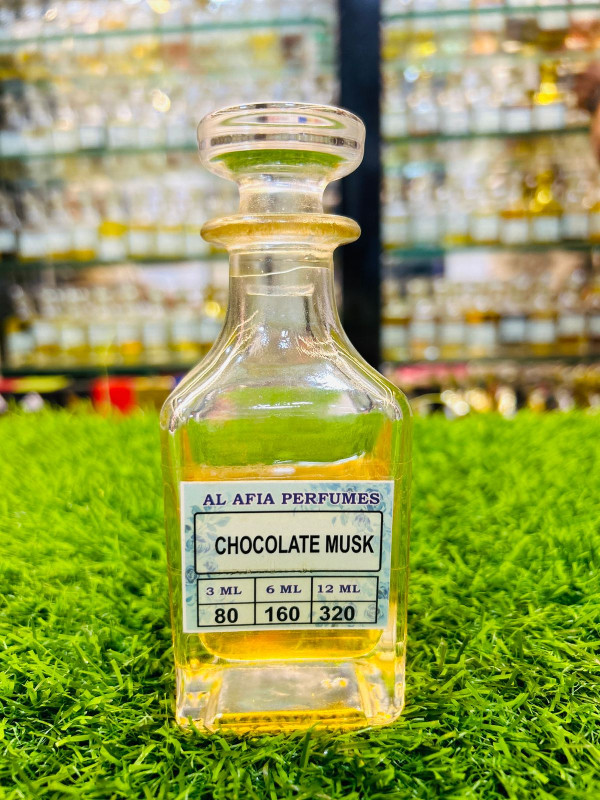 AL AFIA PERFUMES
CHOCOLATE MUSK
3 ML 6 ML 12 ML
80 160 320